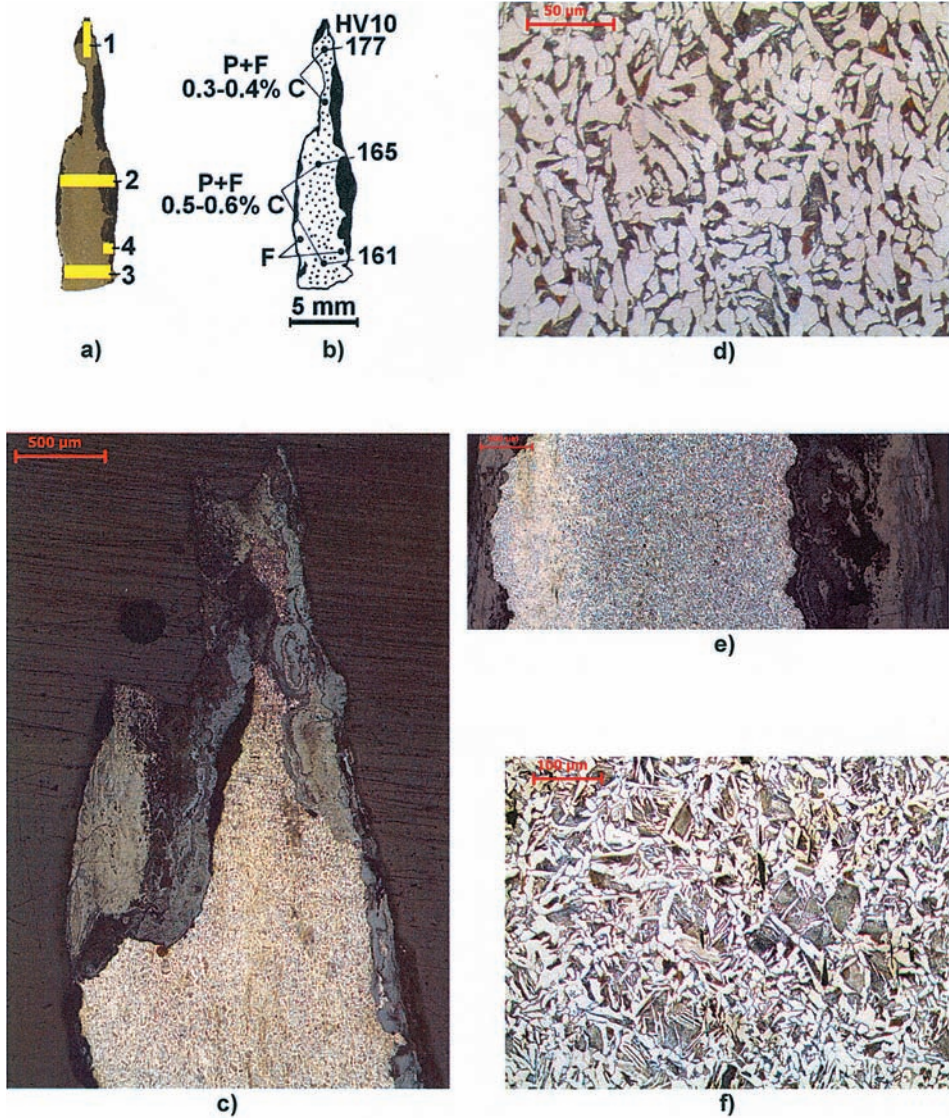 1
2
4
3
a)
HV10
177
P+F
0.3-0.4% C
165
P+F
0.5-0.6% C
F
161
5 mm
b)
50 µm
d)
500 µm
c)
e)
100 µm
f)